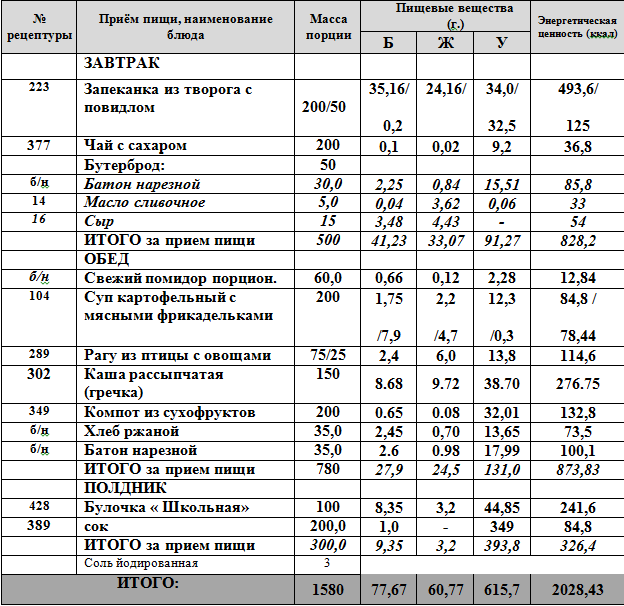 № рецептуры Приём пищи, наименование блюда Масса порции Пищевые вещества (г.) Энергетическая ценность (ккал)
Б Ж У
ЗАВТРАК
223 Запеканка из творога с повидлом 200/50 35,16/ 0,2 24,16/ 34,0/ 32,5 493,6/ 125
377 Чай с сахаром 200 0,1 0,02 9,2 36,8
Бутерброд: 50
б/н Батон нарезной 30,0 2,25 0,84 15,51 85,8
14 Масло сливочное 5,0 0,04 3,62 0,06 33
16 Сыр 15 3,48 4,43 - 54
ИТОГО за прием пищи 500 41,23 33,07 91,27 828,2
ОБЕД
б/н Свежий помидор порцион. 60,0 0,66 0,12 2,28 12,84
104 Суп картофельный с мясными фрикадельками 200 1,75 /7,9 2,2 /4,7 12,3 /0,3 84,8 / 78,44
289 Рагу из птицы с овощами 75/25 2,4 6,0 13,8 114,6
302 Каша рассыпчатая (гречка) 150 8.68 9.72 38.70 276.75
349 Компот из сухофруктов 200 0.65 0.08 32,01 132,8
б/н Хлеб ржаной 35,0 2,45 0,70 13,65 73,5
б/н Батон нарезной 35,0 2.6 0.98 17,99 100,1
ИТОГО за прием пищи 780 27,9 24,5 131,0 873,83
ПОЛДНИК
428 Булочка « Школьная» 100 8,35 3,2 44,85 241,6
389 сок 200,0 1,0 - 349 84,8
ИТОГО за прием пищи 300,0 9,35 3,2 393,8 326,4
Соль йодированная 3
ИТОГО: 1580 77,67 60,77 615,7 2028,43